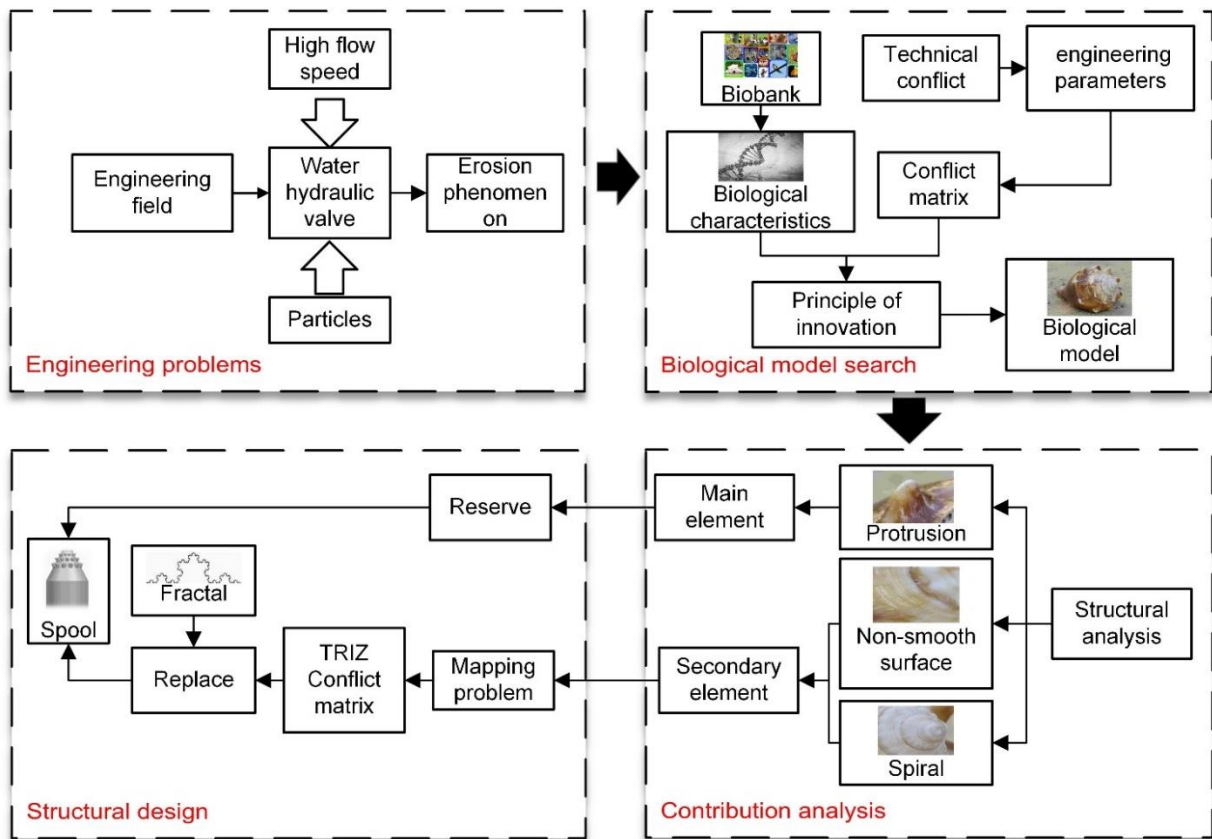 High flow
speed
Engineering
field
Water
hydraulic
valve
Erosion
phenomen
on
Particles
Engineering problems
Biobank
Technical
conflict
engineering
parameters
Biological
characteristics
Conflict
matrix
Principle of
innovation
Biological
model
Biological model search
Reserve
Spool
Fractal
Replace
TRIZ
Conflict
matrix
Mapping
problem
Structural design
Main
element
Protrusion
Non-smooth
surface
Structural
analysis
Secondary
element
Spiral
Contribution analysis